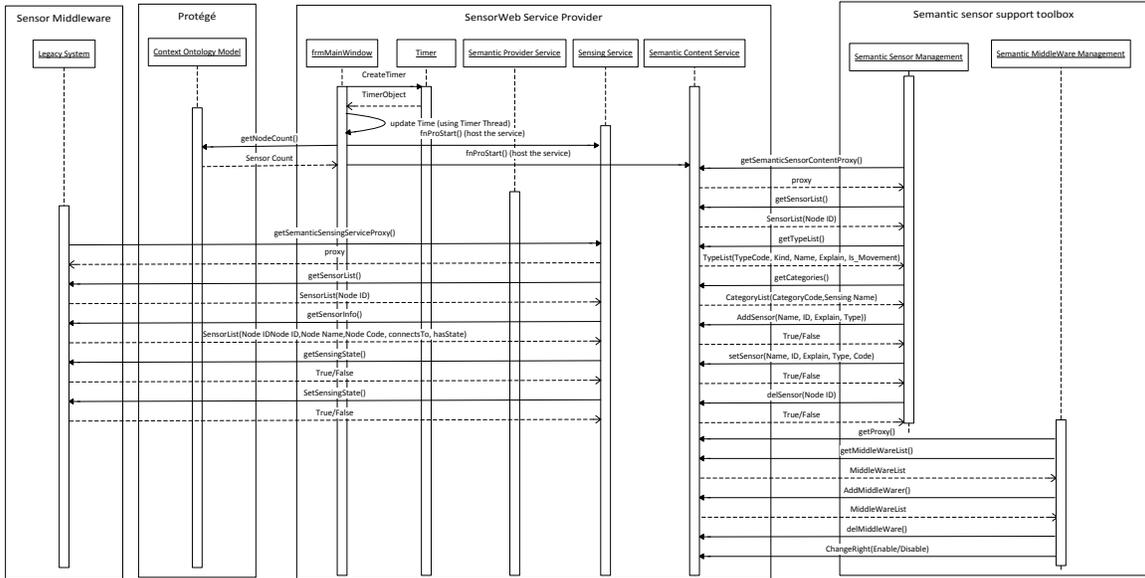 Sensor Middleware
Protégé
SensorWeb Service Provider
Semantic sensor support toolbox
Legacy System
Context Ontology Model
frmMainWindow
Timer
Semantic Provider Service
Sensing Service
Semantic Content Service
Semantic Sensor Management
Semantic MiddleWare Management
CreateTimer
TimerObject
update Time (using Timer Thread)
fnProStart() (host the service)
getNodeCount()
fnProStart() (host the service)
Sensor Count
getSemanticSensorContentProxy()
proxy
getSensorList()
SensorList(Node ID)
getTypeList()
TypeList(TypeCode, Kind, Name, Explain, Is_Movement)
getCategories()
CategoryList(CategoryCode,Sensing Name)
AddSensor(Name, ID, Explain, Type))
True/False
setSensor(Name, ID, Explain, Type, Code)
True/False
delSensor(Node ID)
True/False
getSemanticSensingServiceProxy()
proxy
getSensorList()
SensorList(Node ID)
getSensorInfo()
SensorList(Node IDNode ID,Node Name,Node Code, connectsTo, hasState)
getSensingState()
True/False
SetSensingState()
True/False
getProxy()
getMiddleWareList()
MiddleWareList
AddMiddleWarer()
MiddleWareList
delMiddleWare()
ChangeRight(Enable/Disable)